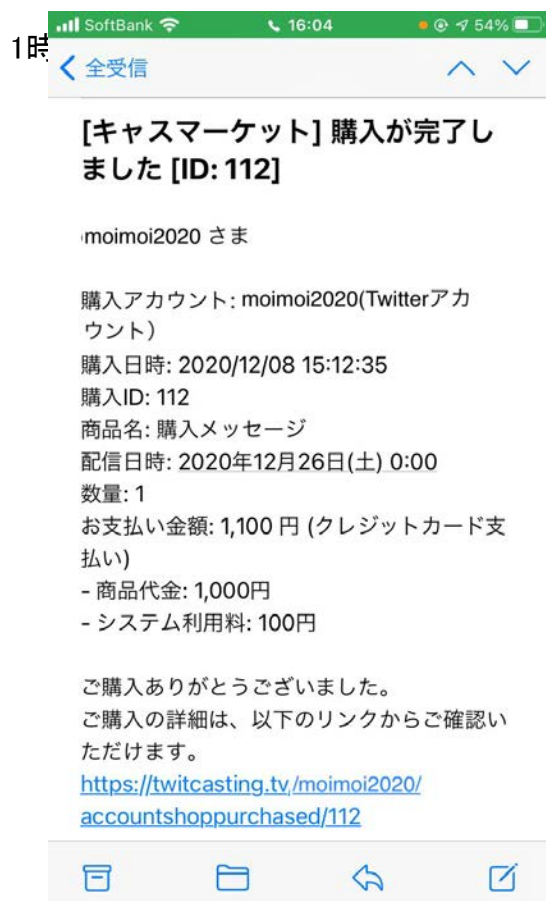 SoftBank 16:04 54%
1時
全受信
[キャスマーケット] 購入が完了し
ました [ID: 112]
moimoi2020 さま
購入アカウント: moimoi2020(Twitterアカ
ウント）
購入日時: 2020/12/08 15:12:35
購入ID: 112
商品名: 購入メッセージ
配信日時: 2020年12月26日(土) 0:00
数量: 1
お支払い金額: 1,100 円 (クレジットカード支
払い)
- 商品代金: 1,000円
- システム利用料: 100円
ご購入ありがとうございました。
ご購入の詳細は、以下のリンクからご確認い
ただけます。
https://twitcasting.tv/moimoi2020/
accountshoppurchased/112